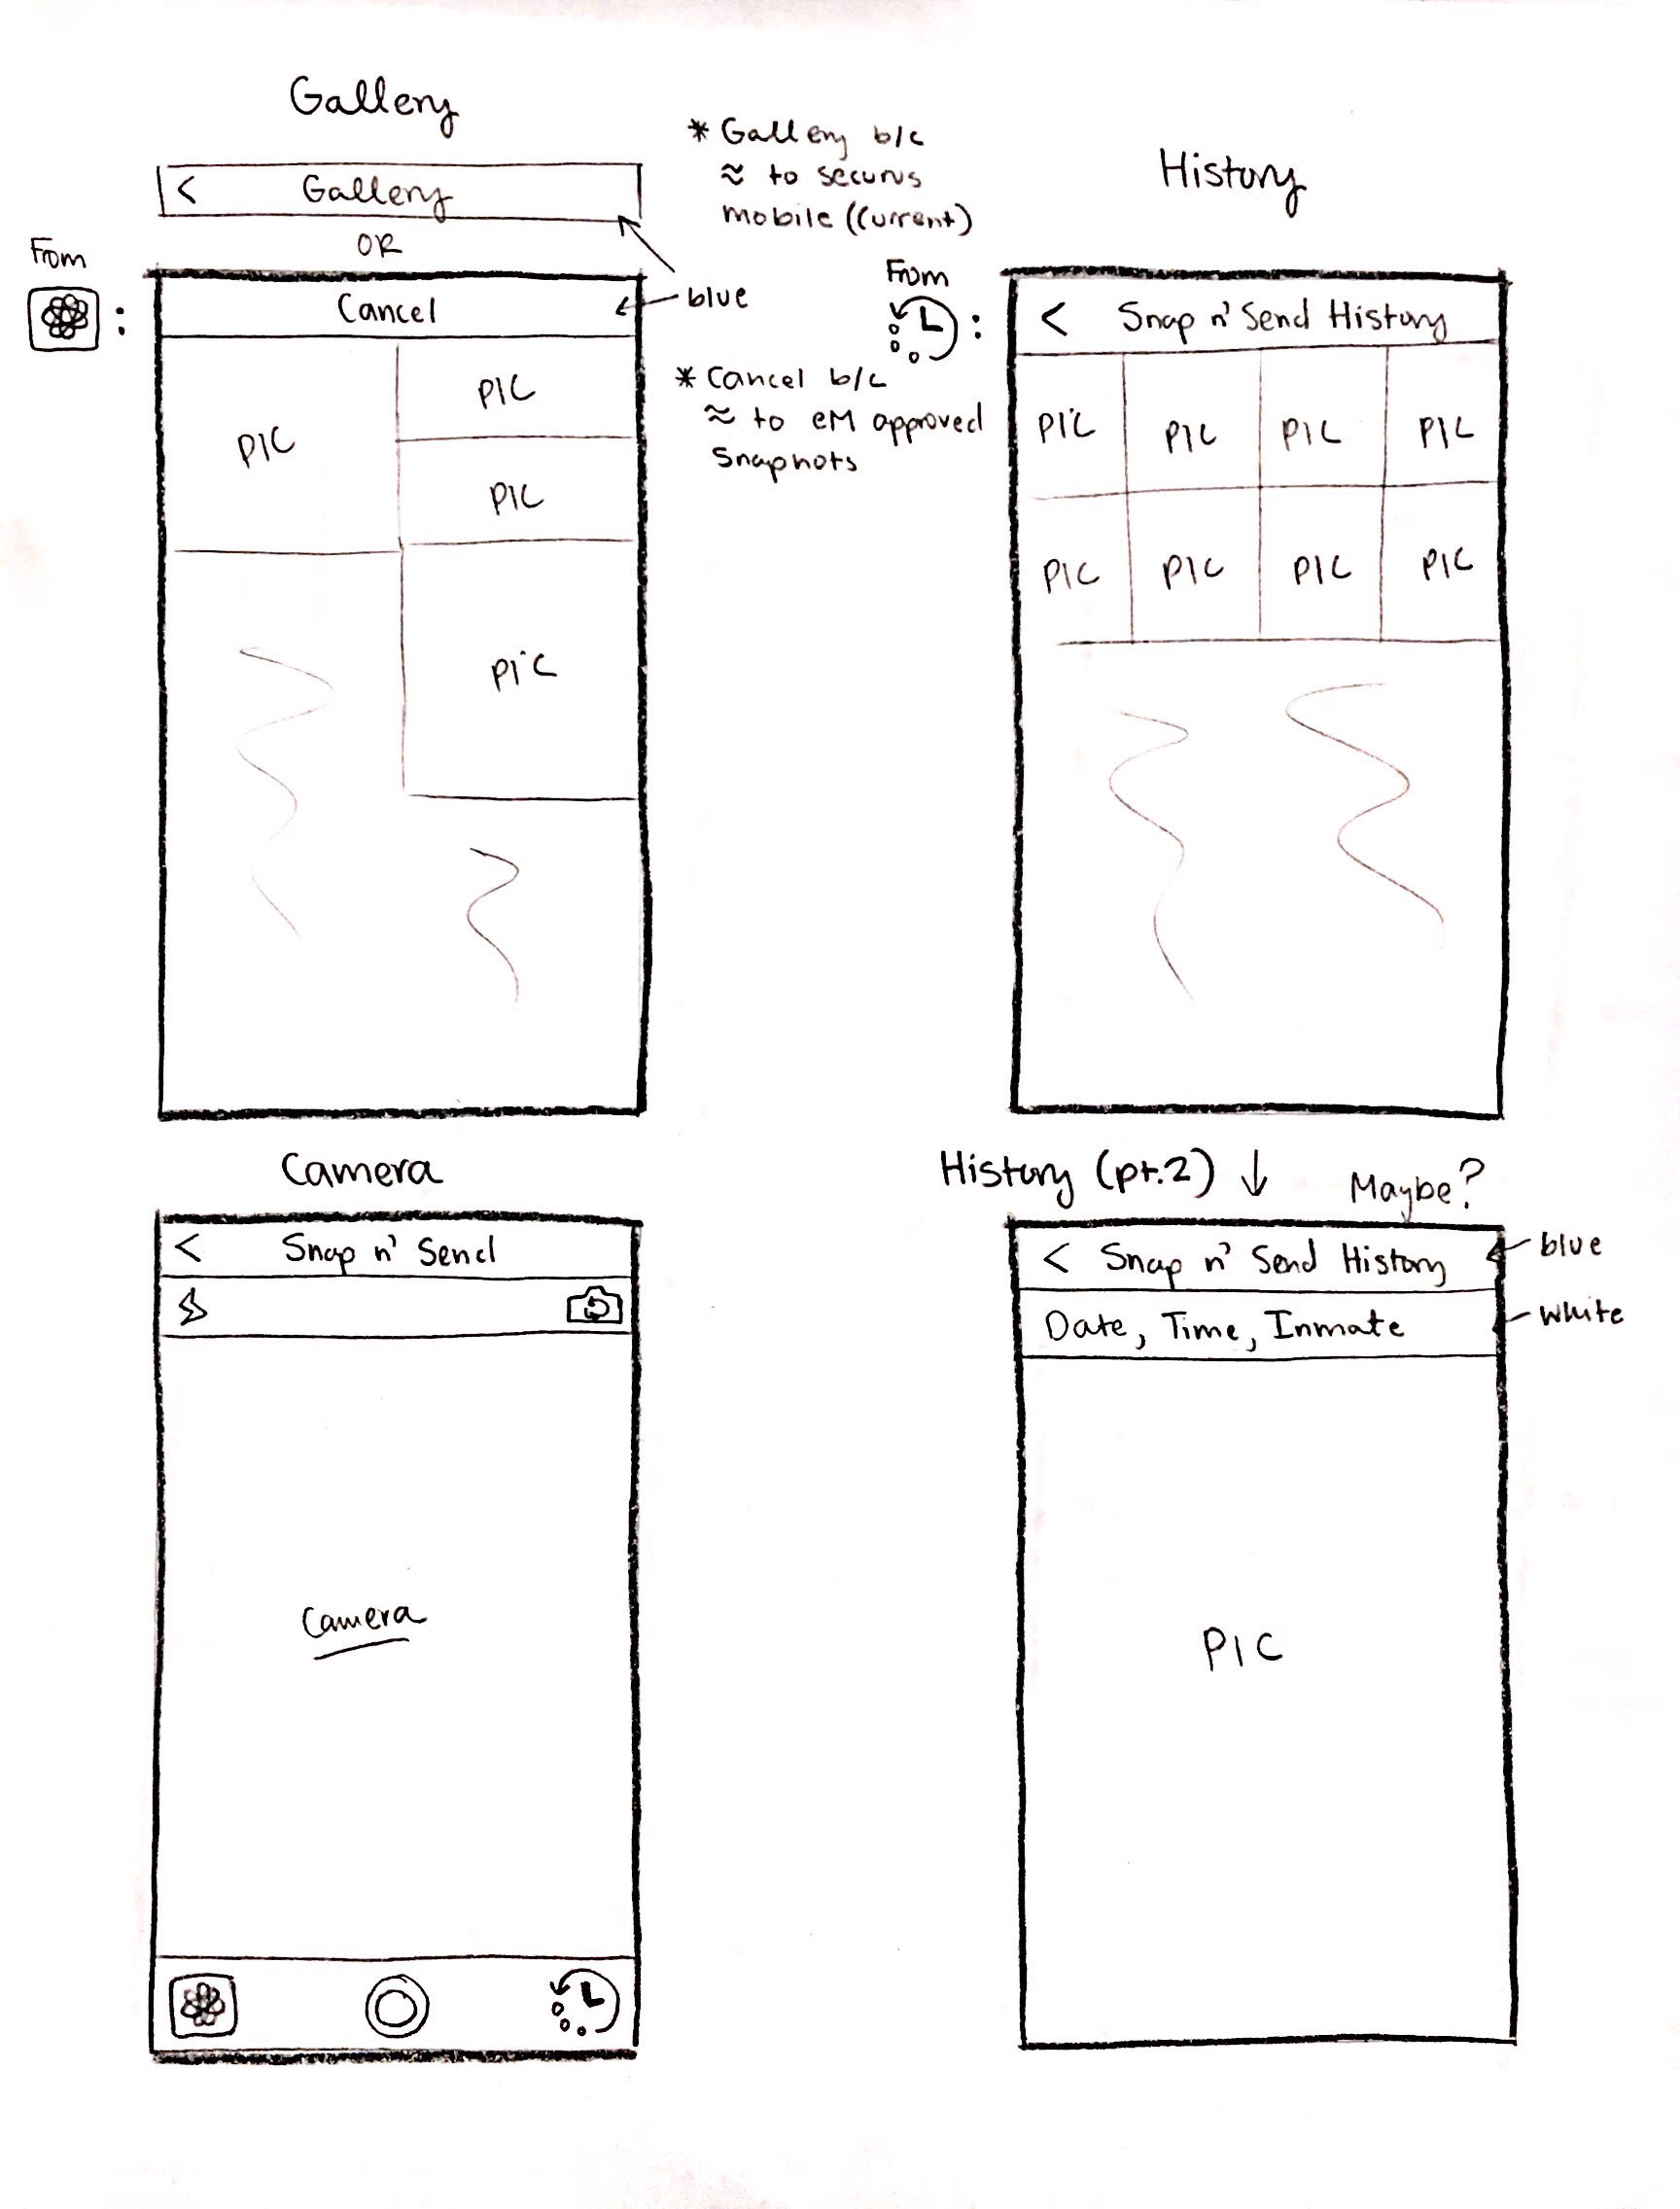 Gallery
< Gallery
OR
From
:
Cancel
blue
PIC
PIC
PIC
PIC
* Gallery b/c
≈ to securus
mobile (current)
* Cancel b/c
≈ to eM approved
Snaphots
History
From
:
< Snap n' Send History
PIC PIC PIC PIC
PIC PIC PIC PIC
Camera
< Snap n' Send
Camera
History (pt.2) ↓ Maybe?
< Snap n' Send History
blue
Date, Time, Inmate
white
PIC